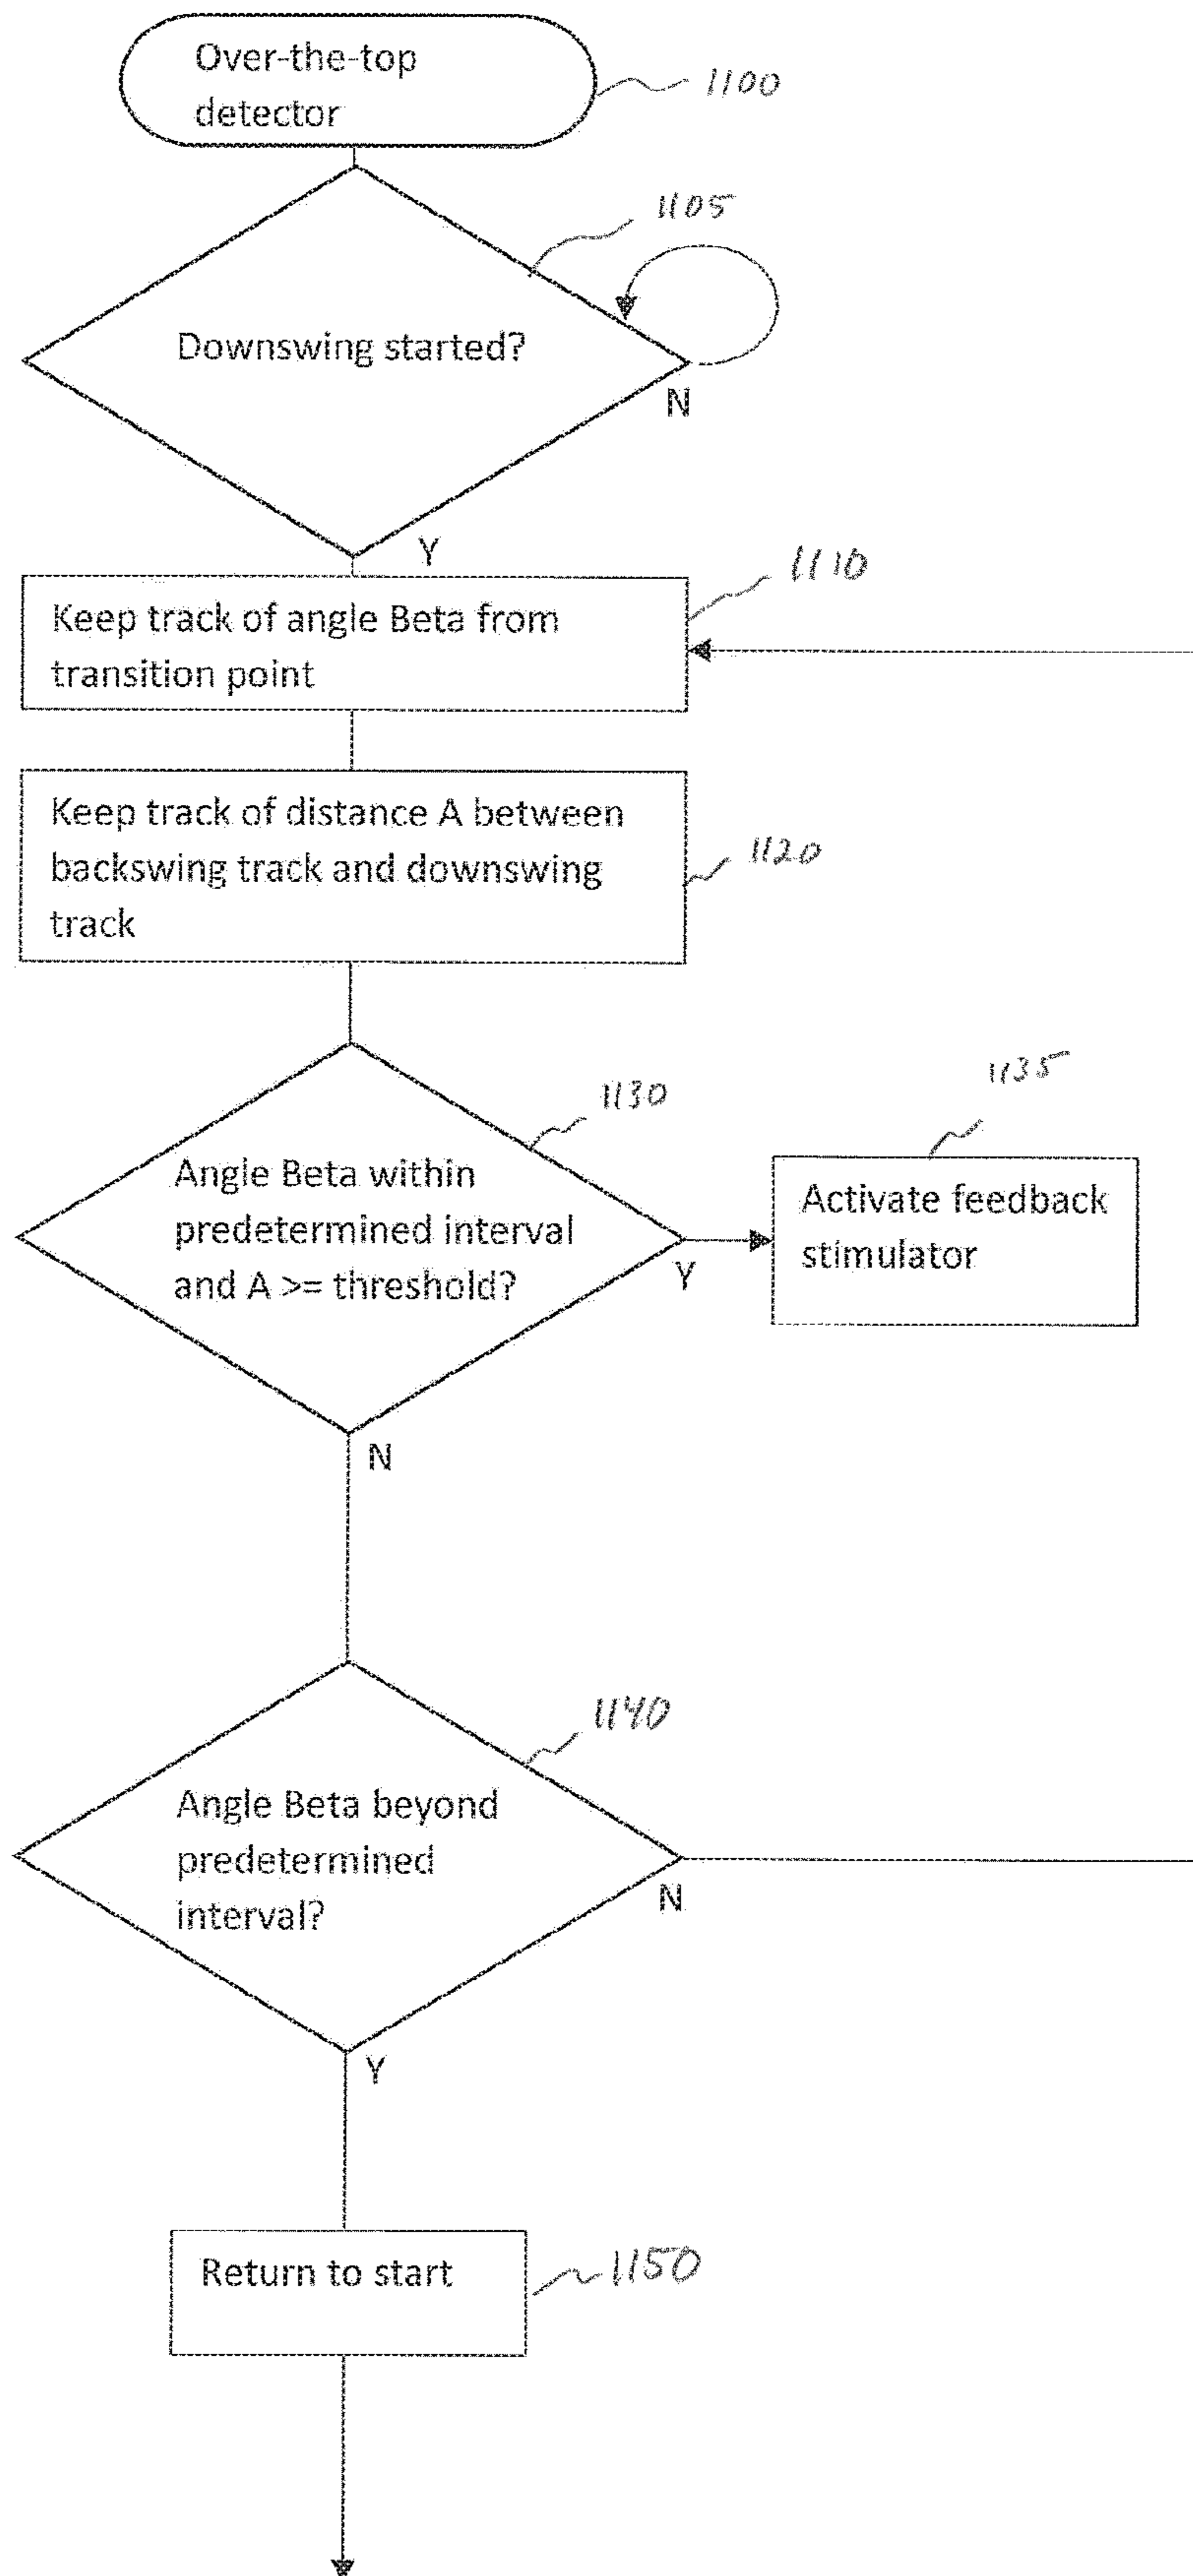 Over-the-top
detector
1100
1105
Downswing started?
N
Y
1110
Keep track of angle Beta from
transition point
Keep track of distance A between
backswing track and downswing
track
1120
1130
1135
Angle Beta within
predetermined interval
and A >= threshold?
Y
Activate feedback
stimulator
N
1140
Angle Beta beyond
predetermined
interval?
N
Y
Return to start
1150